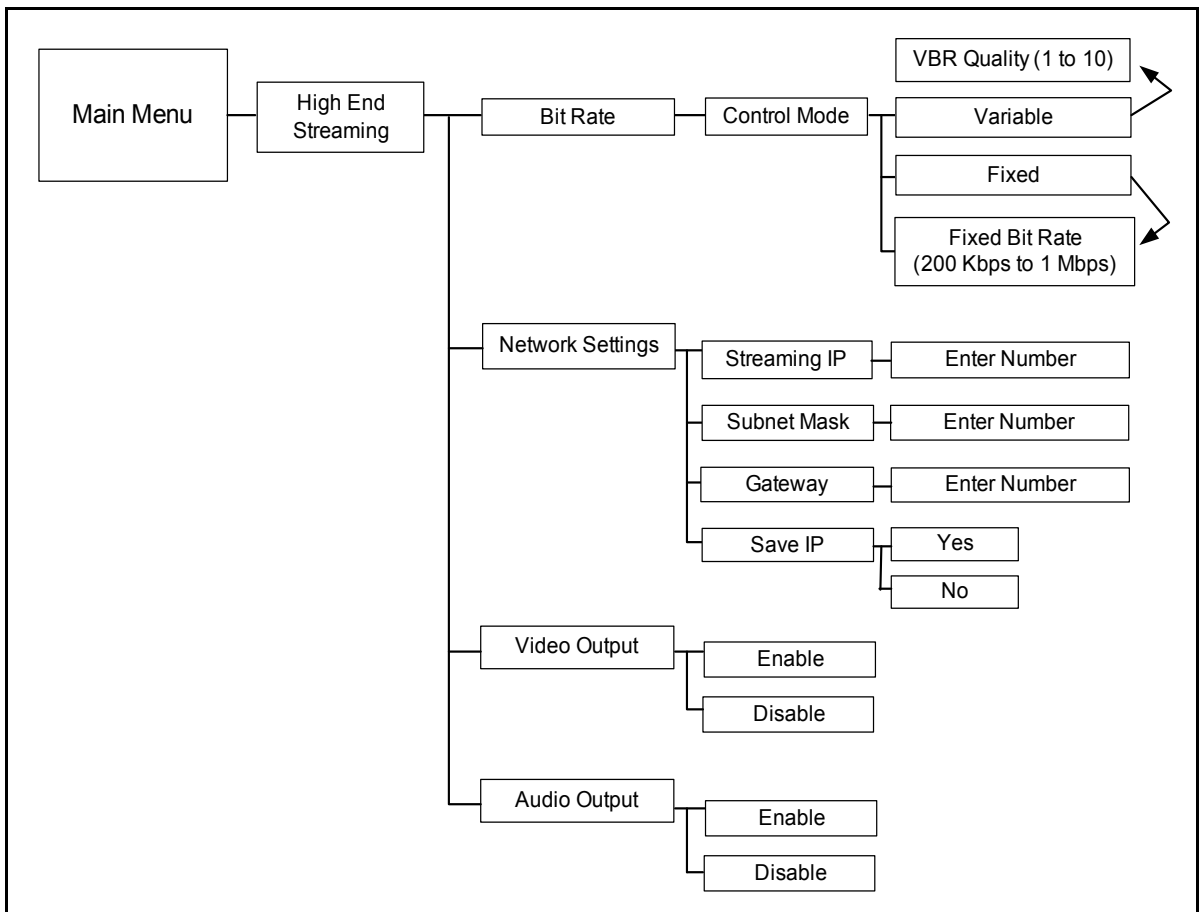 Main Menu
High End
Streaming
Bit Rate
Control Mode
VBR Quality (1 to 10)
Variable
Fixed
Fixed Bit Rate
(200 Kbps to 1 Mbps)
Network Settings
Streaming IP
Enter Number
Subnet Mask
Enter Number
Gateway
Enter Number
Save IP
Yes
No
Video Output
Enable
Disable
Audio Output
Enable
Disable